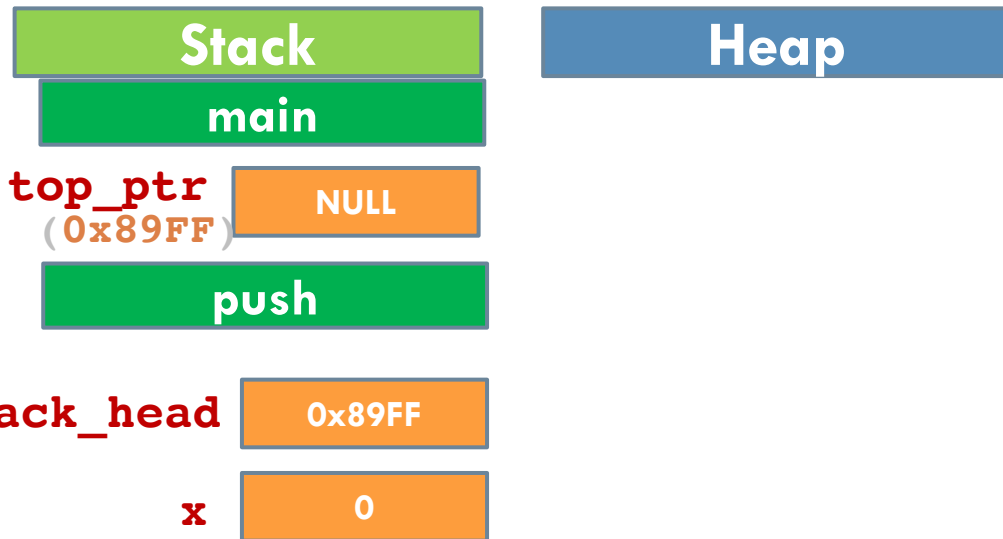 Stack
Heap
main
top_ptr
NULL
(0x89FF)
push
ack_head
0x89FF
x
0